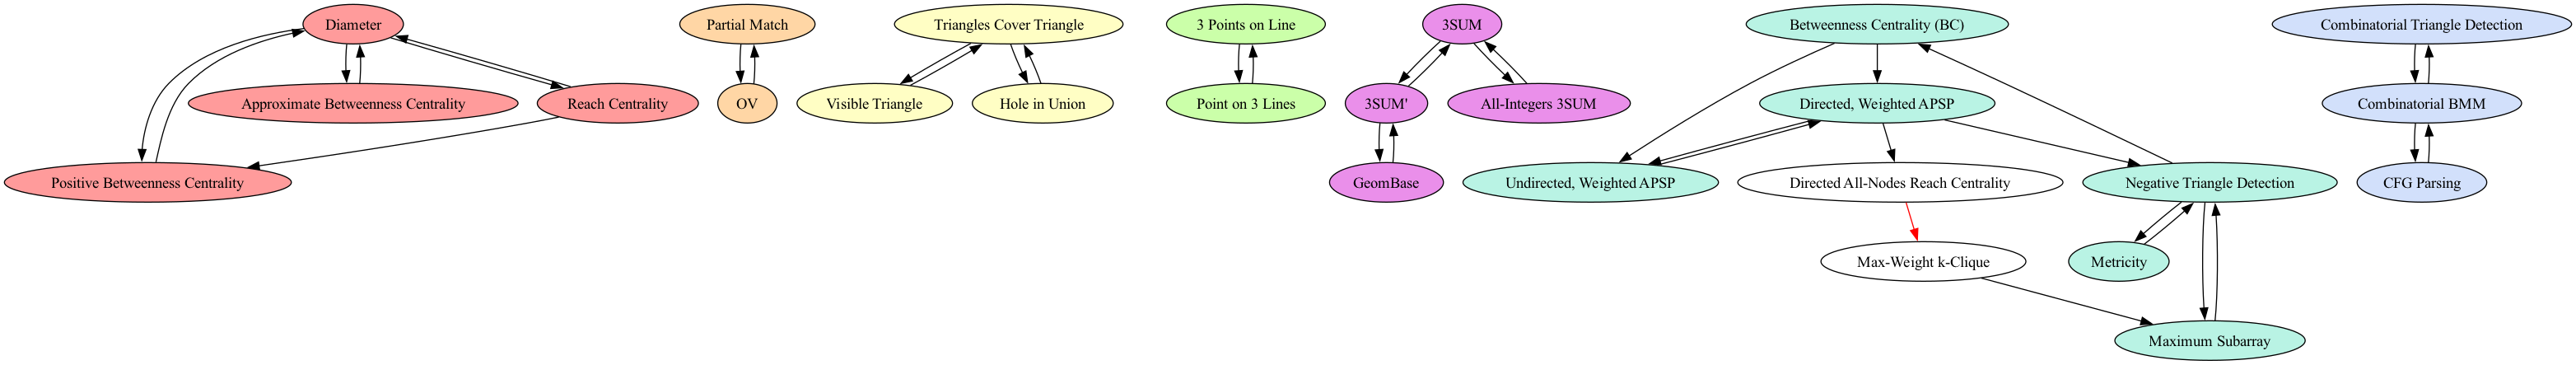 Diameter
Partial Match
Triangles Cover Triangle
3 Points on Line
3SUM
Betweenness Centrality (BC)
Combinatorial Triangle Detection
Approximate Betweenness Centrality
Reach Centrality
OV
Visible Triangle
Hole in Union
Point on 3 Lines
3SUM'
All-Integers 3SUM
Directed, Weighted APSP
Combinatorial BMM
Positive Betweenness Centrality
GeomBase
Undirected, Weighted APSP
Directed All-Nodes Reach Centrality
Negative Triangle Detection
CFG Parsing
Max-Weight k-Clique
Metricity
Maximum Subarray